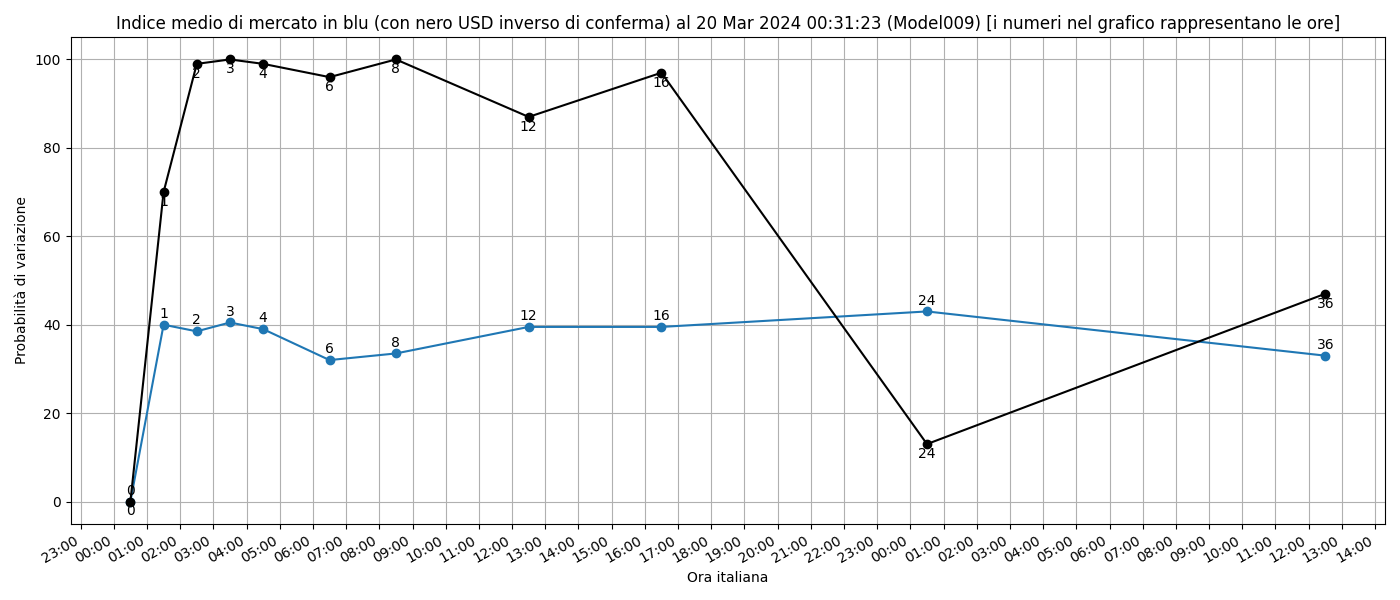 Indice medio di mercato in blu (con nero USD inverso di conferma) al 20 Mar 2024 00:31:23 (Model009) [i numeri nel grafico rappresentano le ore]
Probabilità di variazione
100
80
60
40
20
0
0 1 2 3 4 6 8 12 16 24 36
0 1 2 3 4 6 8 12 16 24 36
23:00 00:00 01:00 02:00 03:00 04:00 05:00 06:00 07:00 08:00 09:00 10:00 11:00 12:00 13:00 14:00 15:00 16:00 17:00 18:00 19:00 20:00 21:00 22:00 23:00 00:00 01:00 02:00 03:00 04:00 05:00 06:00 07:00 08:00 09:00 10:00 11:00 12:00 13:00 14:00
Ora italiana